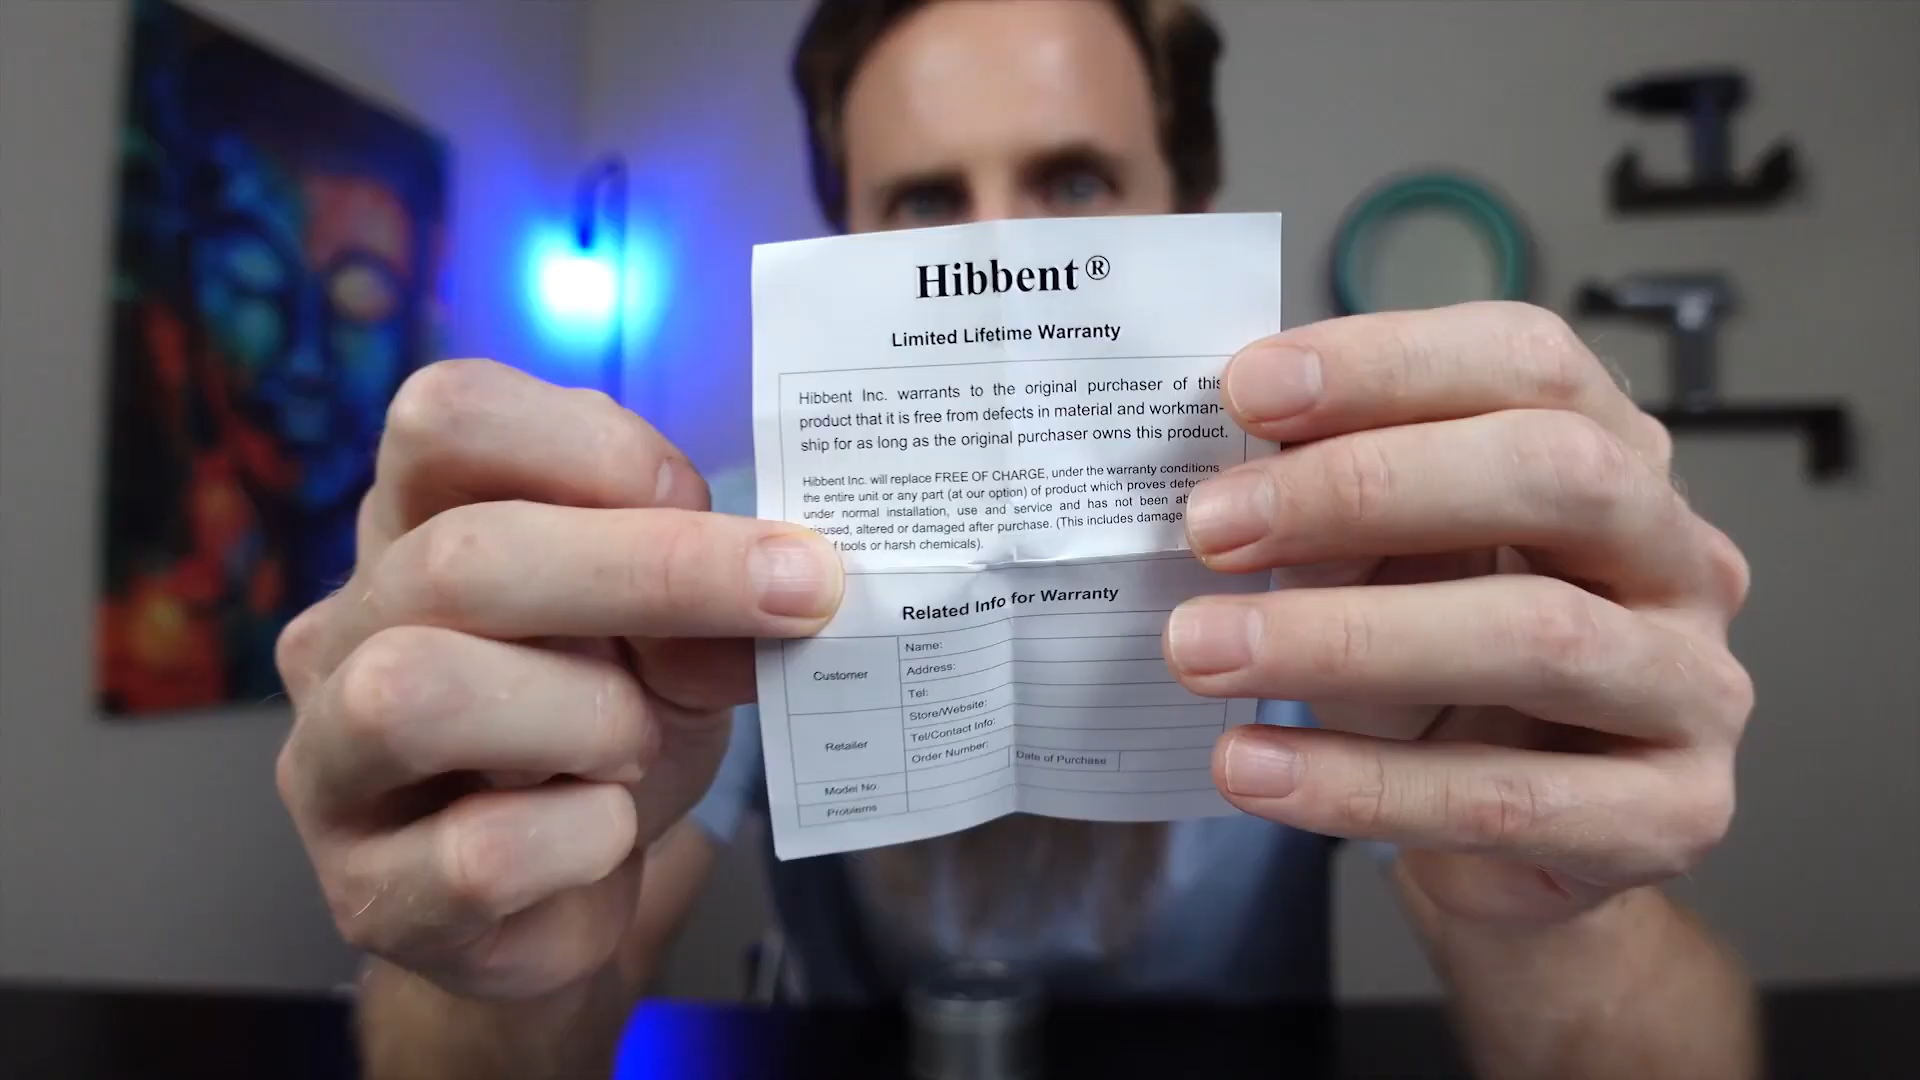 Hibbent®
Limited Lifetime Warranty
Hibbent Inc. warrants to the original purchaser of this
product that it is free from defects in material and workman-
ship for as long as the original purchaser owns this product.
Hibbent Inc. will replace FREE OF CHARGE, under the warranty conditions
the entire unit or any part (at our option) of product which proves
under normal installation, use and service and has not been
altered or damaged after purchase. (This includes damage
tools or harsh chemicals).
Related Info for Warranty
Customer
Name:
Address:
Tel:
Retailer
Store/Website:
Tel/Contact Info:
Order Number:
Date of Purchase
Model No.
Problems